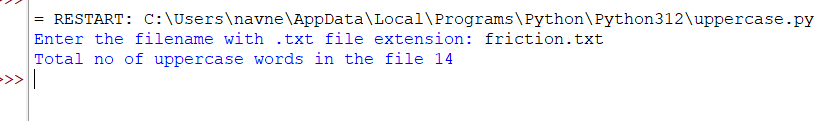 >>>
= RESTART: C:\Users\navne\AppData\Local\Programs\Python\Python312\uppercase.py
Enter the filename with .txt file extension: friction.txt
Total no of uppercase words in the file 14
>>>